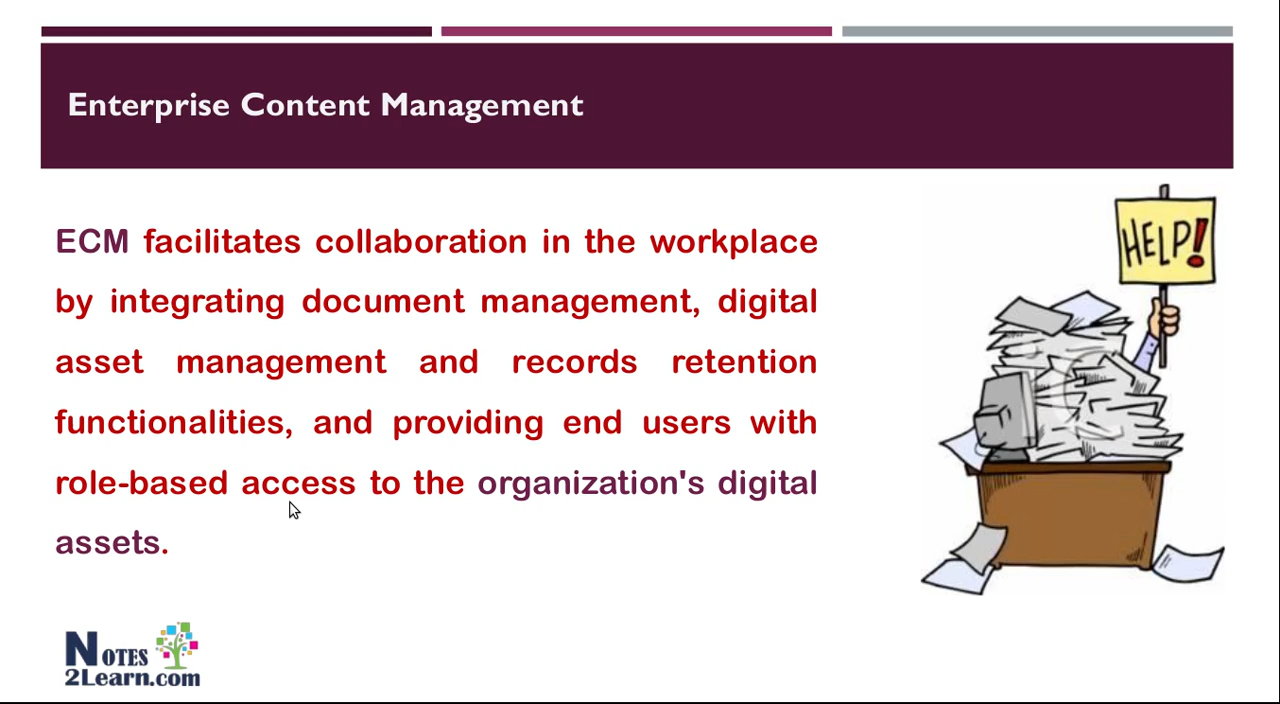 Enterprise Content Management
HELP!
ECM facilitates collaboration in the workplace
by integrating document management, digital
asset management and records retention
functionalities, and providing end users with
role-based access to the organization's digital
assets.
NOTES
2Learn.com